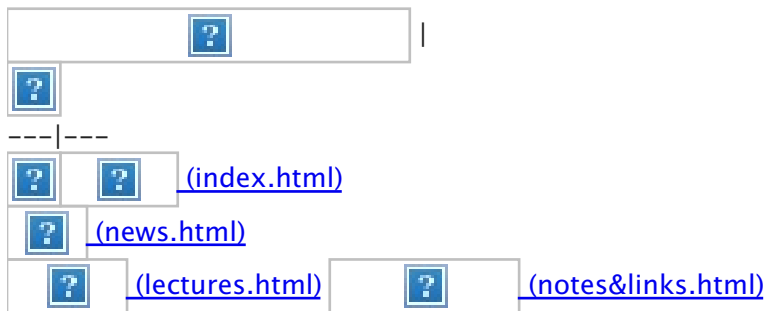 |
---|---
(index.html)
(news.html)
(lectures.html) (notes&links.html)